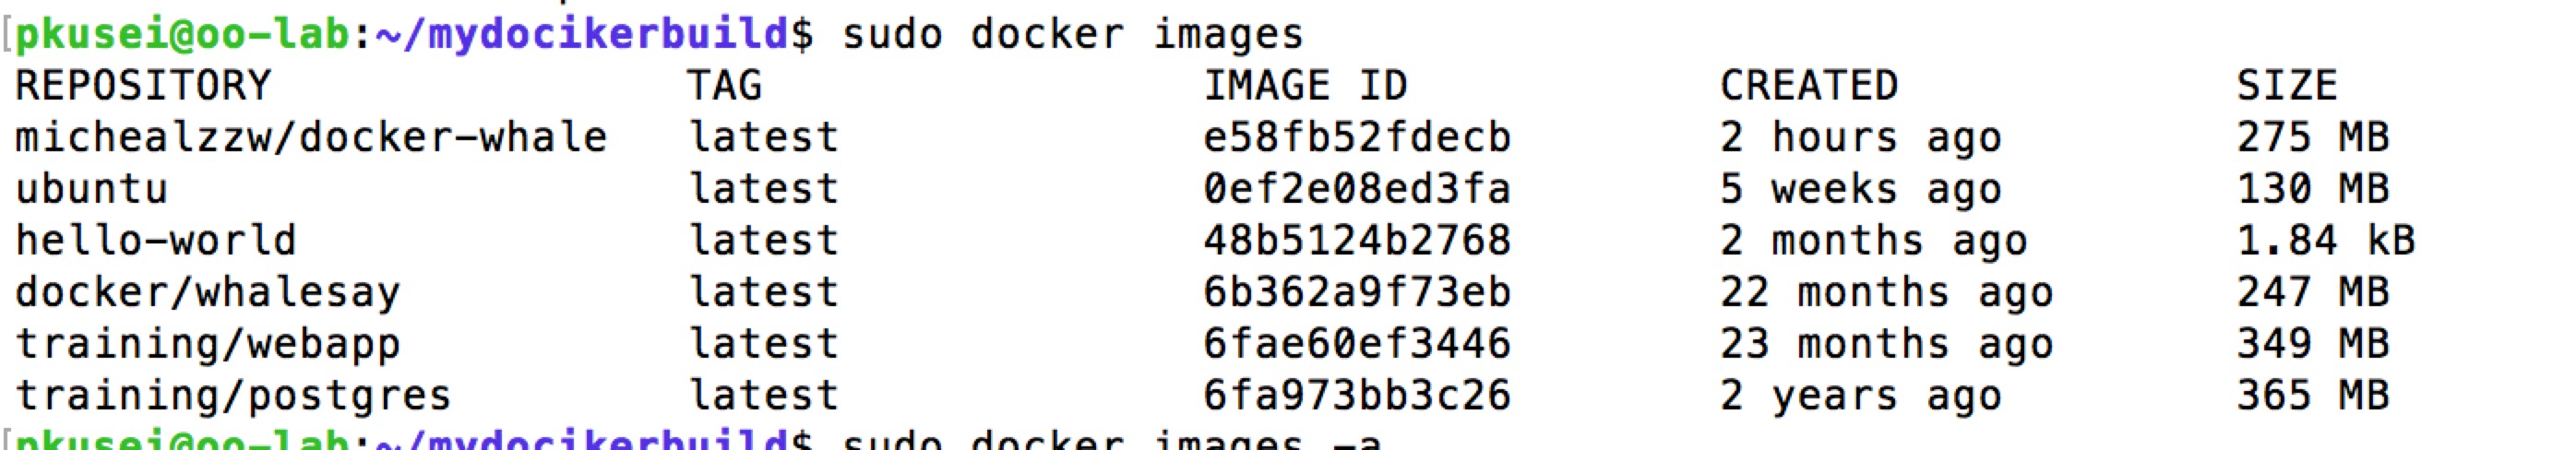 [pkusei@oo-lab:~/mydocikerbuild$ sudo docker images
REPOSITORY TAG IMAGE ID CREATED SIZE
michealzzw/docker-whale latest e58fb52fdecb 2 hours ago 275 MB
ubuntu latest 0ef2e08ed3fa 5 weeks ago 130 MB
hello-world latest 48b5124b2768 2 months ago 1.84 kB
docker/whalesay latest 6b362a9f73eb 22 months ago 247 MB
training/webapp latest 6fae60ef3446 23 months ago 349 MB
training/postgres latest 6fa973bb3c26 2 years ago 365 MB
[pkusei@oo-lab:~/mydocikerbuild$ sudo docker images -a